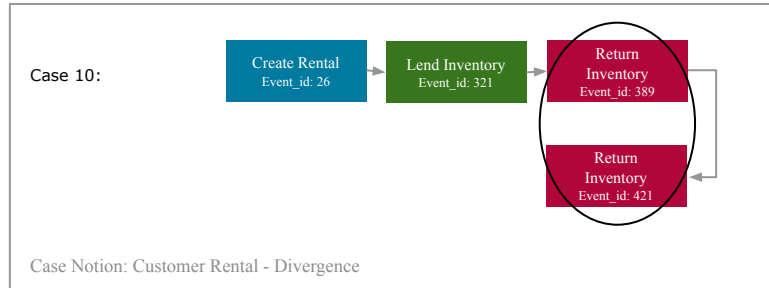 Case 10:
Create Rental
Event_id: 26
Lend Inventory
Event_id: 321
Return
Inventory
Event_id: 389
Return
Inventory
Event_id: 421
Case Notion: Customer Rental - Divergence